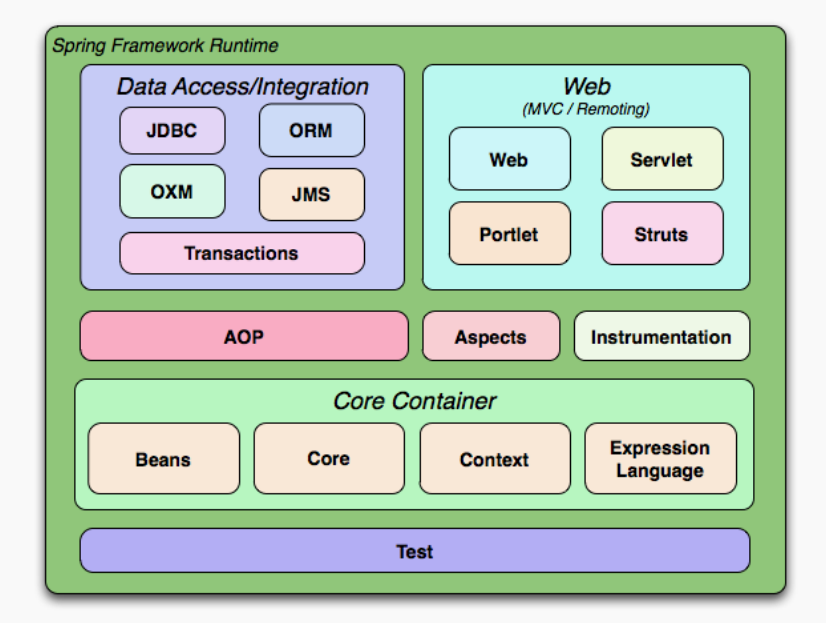 Spring Framework Runtime
Data Access/Integration
JDBC
ORM
OXM
JMS
Transactions
Web
(MVC / Remoting)
Web
Servlet
Portlet
Struts
AOP
Aspects
Instrumentation
Core Container
Beans
Core
Context
Expression
Language
Test